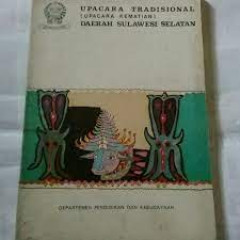 UPACARA TRADISIONAL
(UPACARA KEMATIAN)
DAERAH SULAWESI SELATAN
DEPARTEMEN PENDIDIKAN DAN KEBUDAYAAN